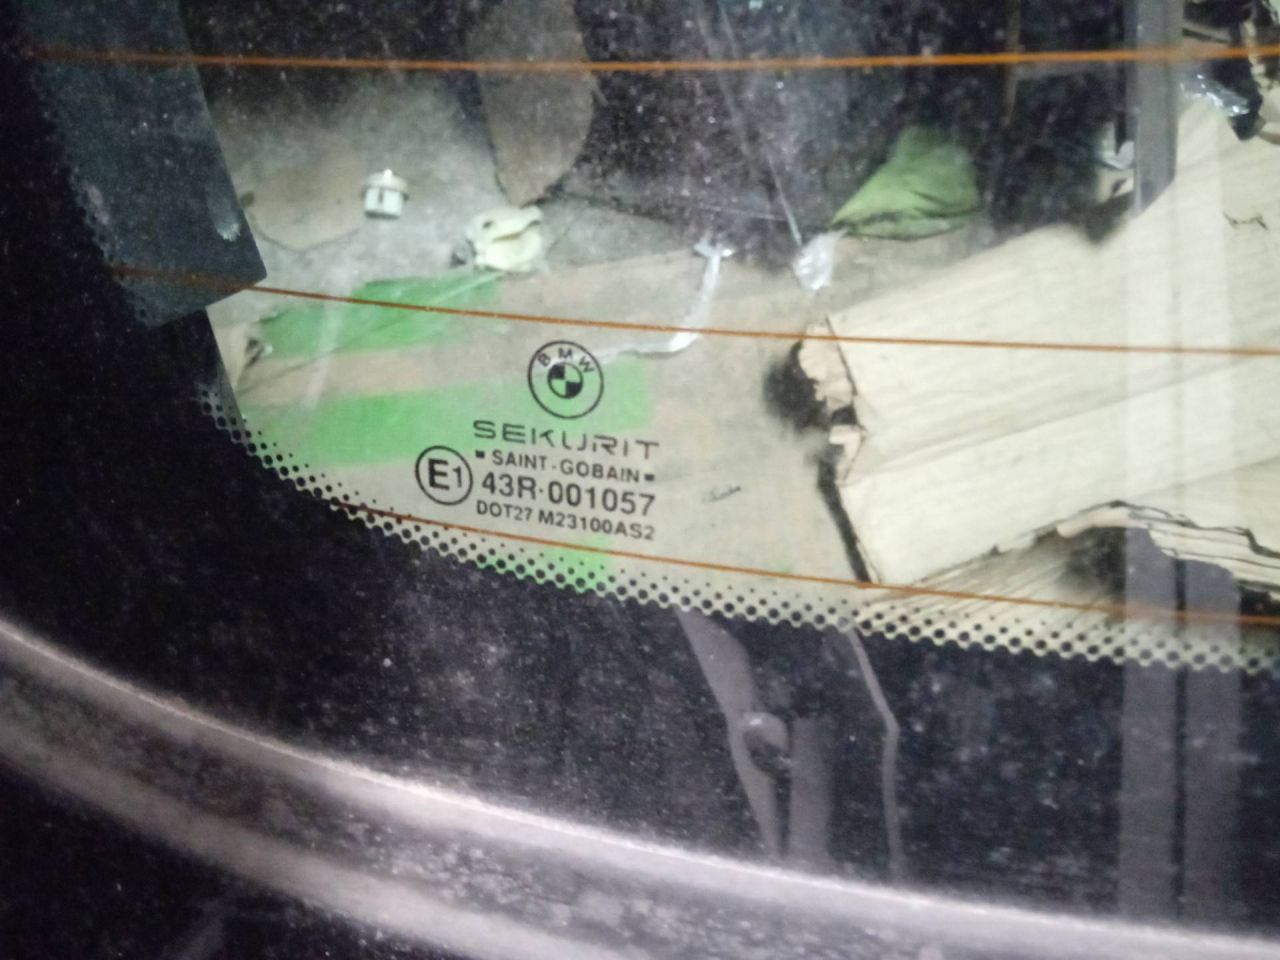 BMW
SEKURIT
SAINT-GOBAIN
E1 43R-001057
DOT27 M23100AS2